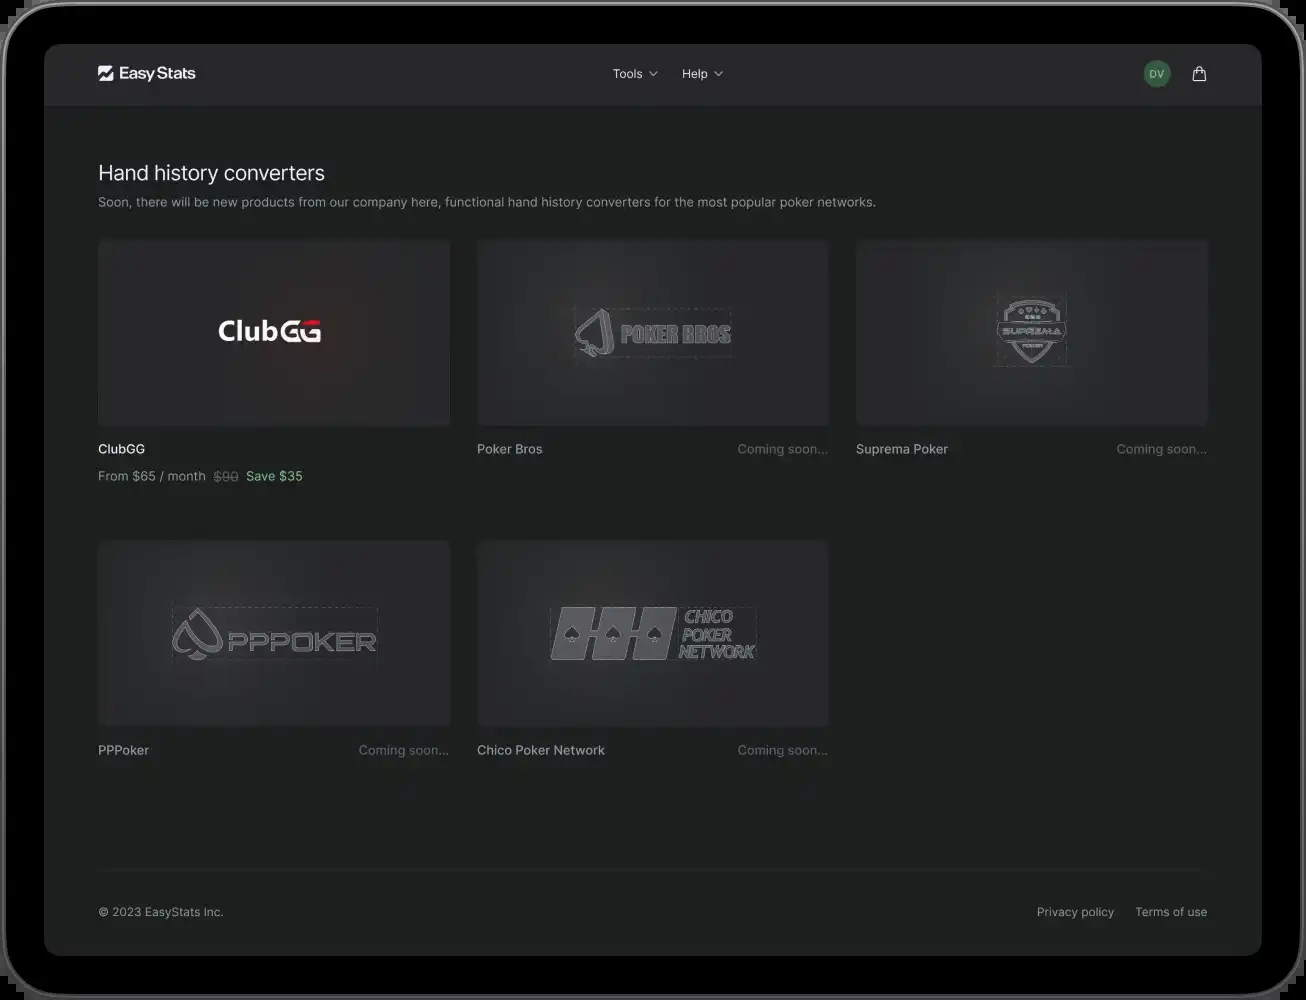 EasyStats
Tools
Help
DV
Hand history converters
Soon, there will be new products from our company here, functional hand history converters for the most popular poker networks.
ClubGG
POKER BROS
SUPREMA
POKER
ClubGG
Poker Bros
Coming soon...
Suprema Poker
Coming soon...
From $65 / month $90 Save $35
PPPOKER
CHICO
POKER
NETWORK
PPPoker
Coming soon...
Chico Poker Network
Coming soon...
© 2023 EasyStats Inc.
Privacy policy
Terms of use